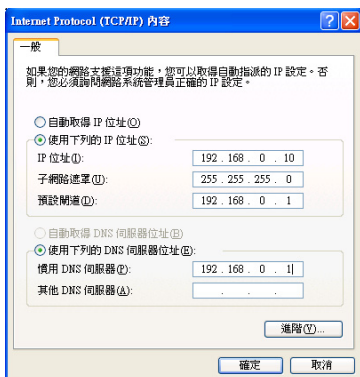 Internet Protocol (TCP/IP) 內容
一般
如果您的網路支援這項功能，您可以取得自動指派的 IP 設定。否
則，您必須詢問網路系統管理員正確的 IP 設定。
自動取得 IP 位址(O)
使用下列的 IP 位址(S):
IP 位址(I): 192 . 168 . 0 . 10
子網路遮罩(U): 255 . 255 . 255 . 0
預設閘道(D): 192 . 168 . 0 . 1
自動取得 DNS 伺服器位址(B)
使用下列的 DNS 伺服器位址(E):
慣用 DNS 伺服器(P): 192 . 168 . 0 . 1
其他 DNS 伺服器(A): . . .
進階(V)...
確定 取消